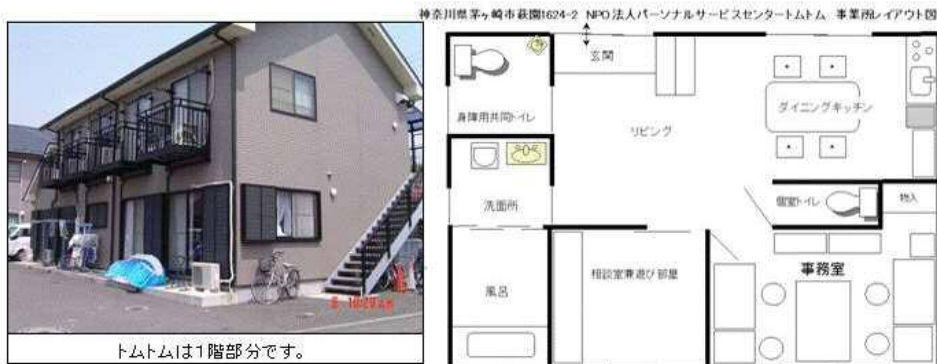 神奈川県茅ヶ崎市萩園1624-2 NPO法人パーソナルサービスセンタートムトム 事業所レイアウト図
玄関
身障用共同トイレ
リビング
ダイニングキッチン
洗面所
個室トイレ
物入
風呂
相談室兼遊び部屋
事務室
トムトムは1階部分です。